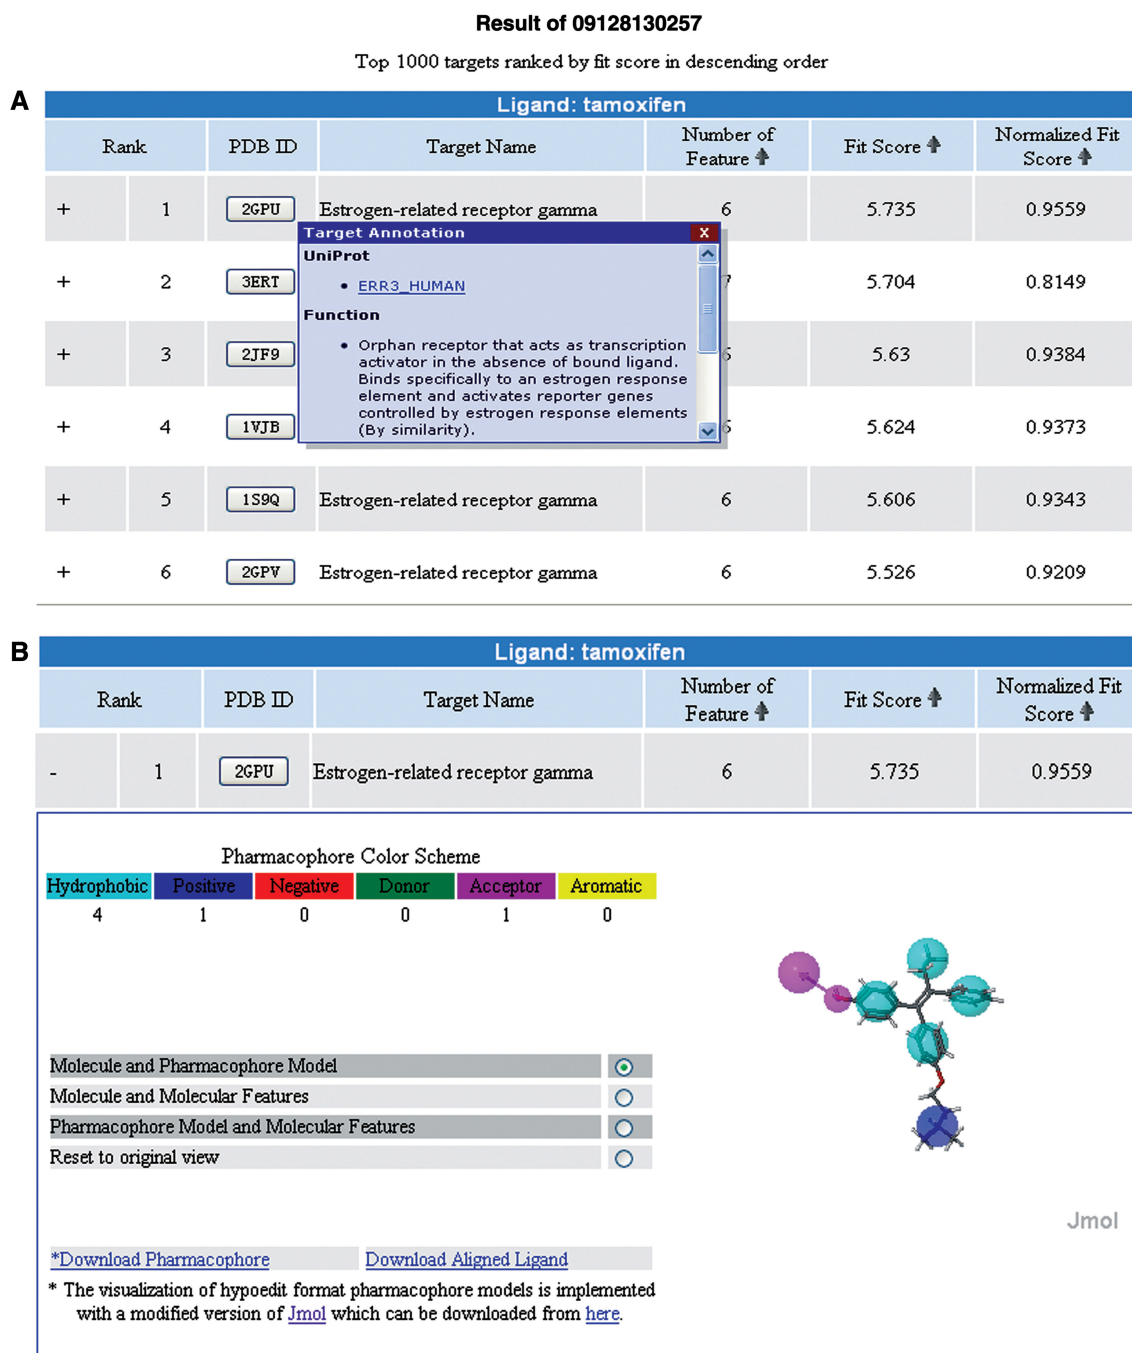 Result of 09128130257
Top 1000 targets ranked by fit score in descending order
A
Ligand: tamoxifen
Rank PDB ID Target Name Number of Feature Fit Score Normalized Fit Score
+ 1 2GPU Estrogen-related receptor gamma 6 5.735 0.9559
+ 2 3ERT 5.704 0.8149
+ 3 2JF9 5.63 0.9384
+ 4 1VJB 5.624 0.9373
+ 5 1S9Q Estrogen-related receptor gamma 6 5.606 0.9343
+ 6 2GPV Estrogen-related receptor gamma 6 5.526 0.9209
Target Annotation X
UniProt
• ERR3_HUMAN
Function
• Orphan receptor that acts as transcription
activator in the absence of bound ligand.
Binds specifically to an estrogen response
element and activates reporter genes
controlled by estrogen response elements
(By similarity).
B
Ligand: tamoxifen
Rank PDB ID Target Name Number of Feature Fit Score Normalized Fit Score
- 1 2GPU Estrogen-related receptor gamma 6 5.735 0.9559
Pharmacophore Color Scheme
Hydrophobic Positive Negative Donor Acceptor Aromatic
4 1 0 0 1 0
Molecule and Pharmacophore Model
Molecule and Molecular Features
Pharmacophore Model and Molecular Features
Reset to original view
Jmol
*Download Pharmacophore Download Aligned Ligand
* The visualization of hypoedit format pharmacophore models is implemented
with a modified version of Jmol which can be downloaded from here.